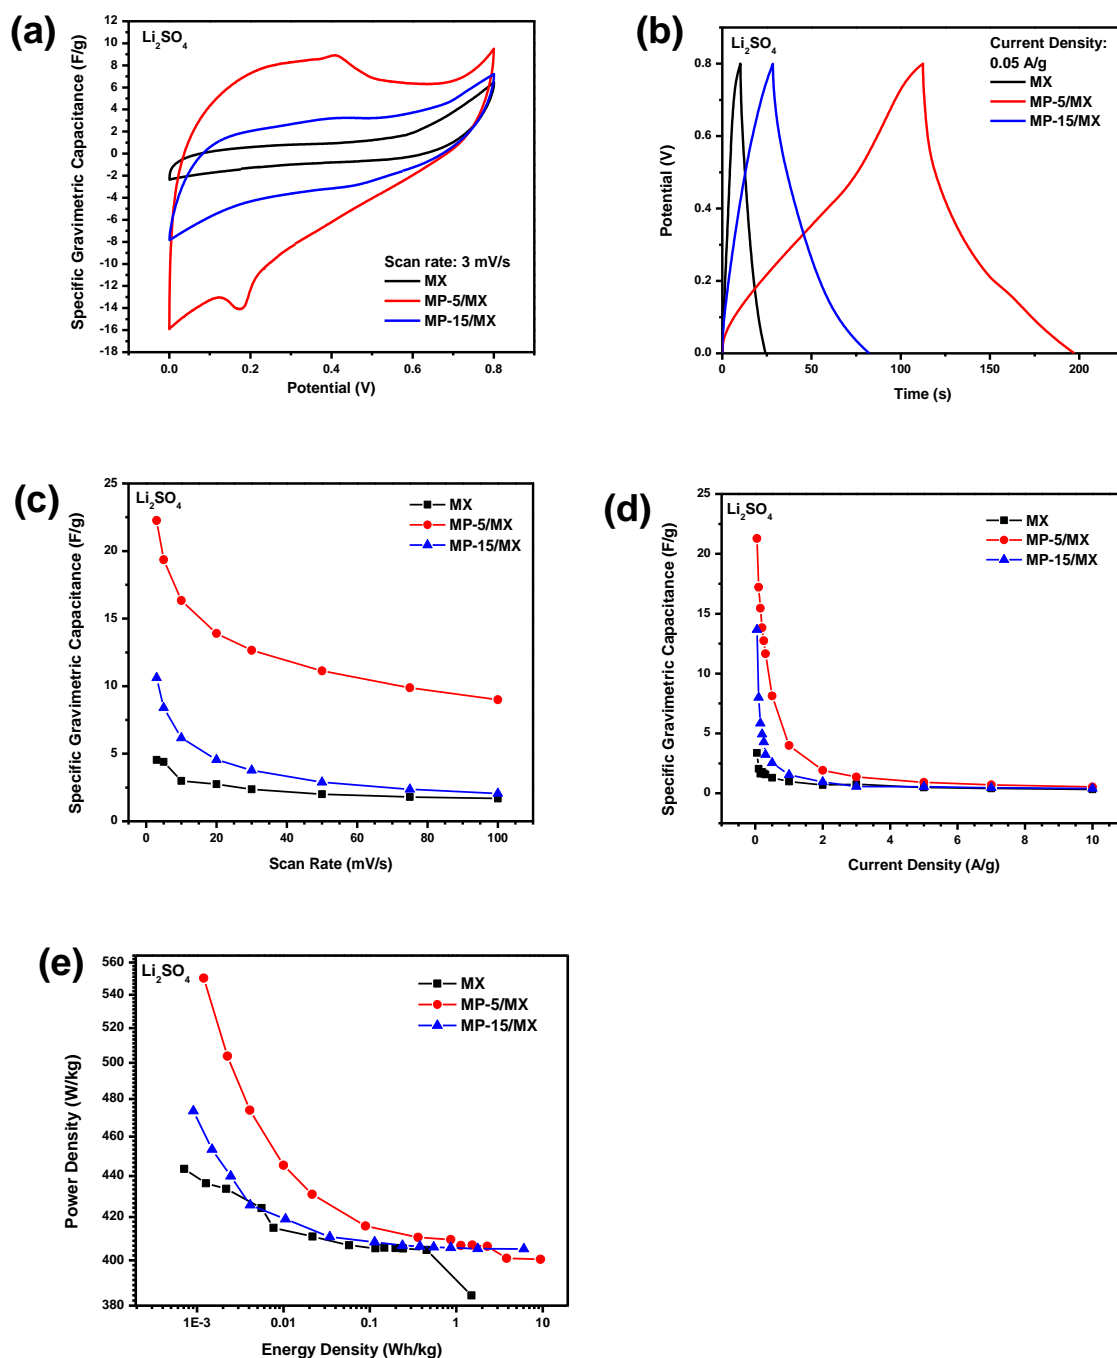 (a)
Li2SO4
12
10
8
6
4
2
0
-2
-4
-6
-8
-10
-12
-14
-16
-18
Specific Gravimetric Capacitance (F/g)
Scan rate: 3 mV/s
MX
MP-5/MX
MP-15/MX
0.0 0.2 0.4 0.6 0.8
Potential (V)
(b)
Li2SO4
Current Density:
0.05 A/g
MX
MP-5/MX
MP-15/MX
0.8
0.6
0.4
0.2
0.0
Potential (V)
0 50 100 150 200
Time (s)
(c)
Li2SO4
MX
MP-5/MX
MP-15/MX
25
20
15
10
5
0
Specific Gravimetric Capacitance (F/g)
0 20 40 60 80 100
Scan Rate (mV/s)
(d)
Li2SO4
MX
MP-5/MX
MP-15/MX
25
20
15
10
5
0
Specific Gravimetric Capacitance (F/g)
0 2 4 6 8 10
Current Density (A/g)
(e)
Li2SO4
MX
MP-5/MX
MP-15/MX
560
540
520
500
480
460
440
420
400
380
Power Density (W/kg)
1E-3 0.01 0.1 1 10
Energy Density (Wh/kg)